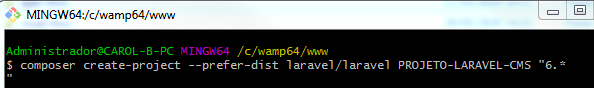 MINGW64:/c/wamp64/www
Administrador@CAROL-B-PC MINGW64 /c/wamp64/www
$ composer create-project --prefer-dist laravel/laravel PROJETO-LARAVEL-CMS "6.*
"